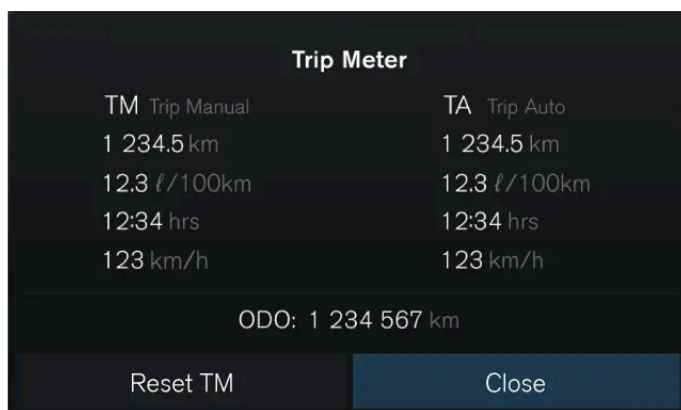 Trip Meter
TM Trip Manual
1 234.5 km
12.3 ℓ/100km
12:34 hrs
123 km/h
TA Trip Auto
1 234.5 km
12.3 ℓ/100km
12:34 hrs
123 km/h
ODO: 1 234 567 km
Reset TM
Close